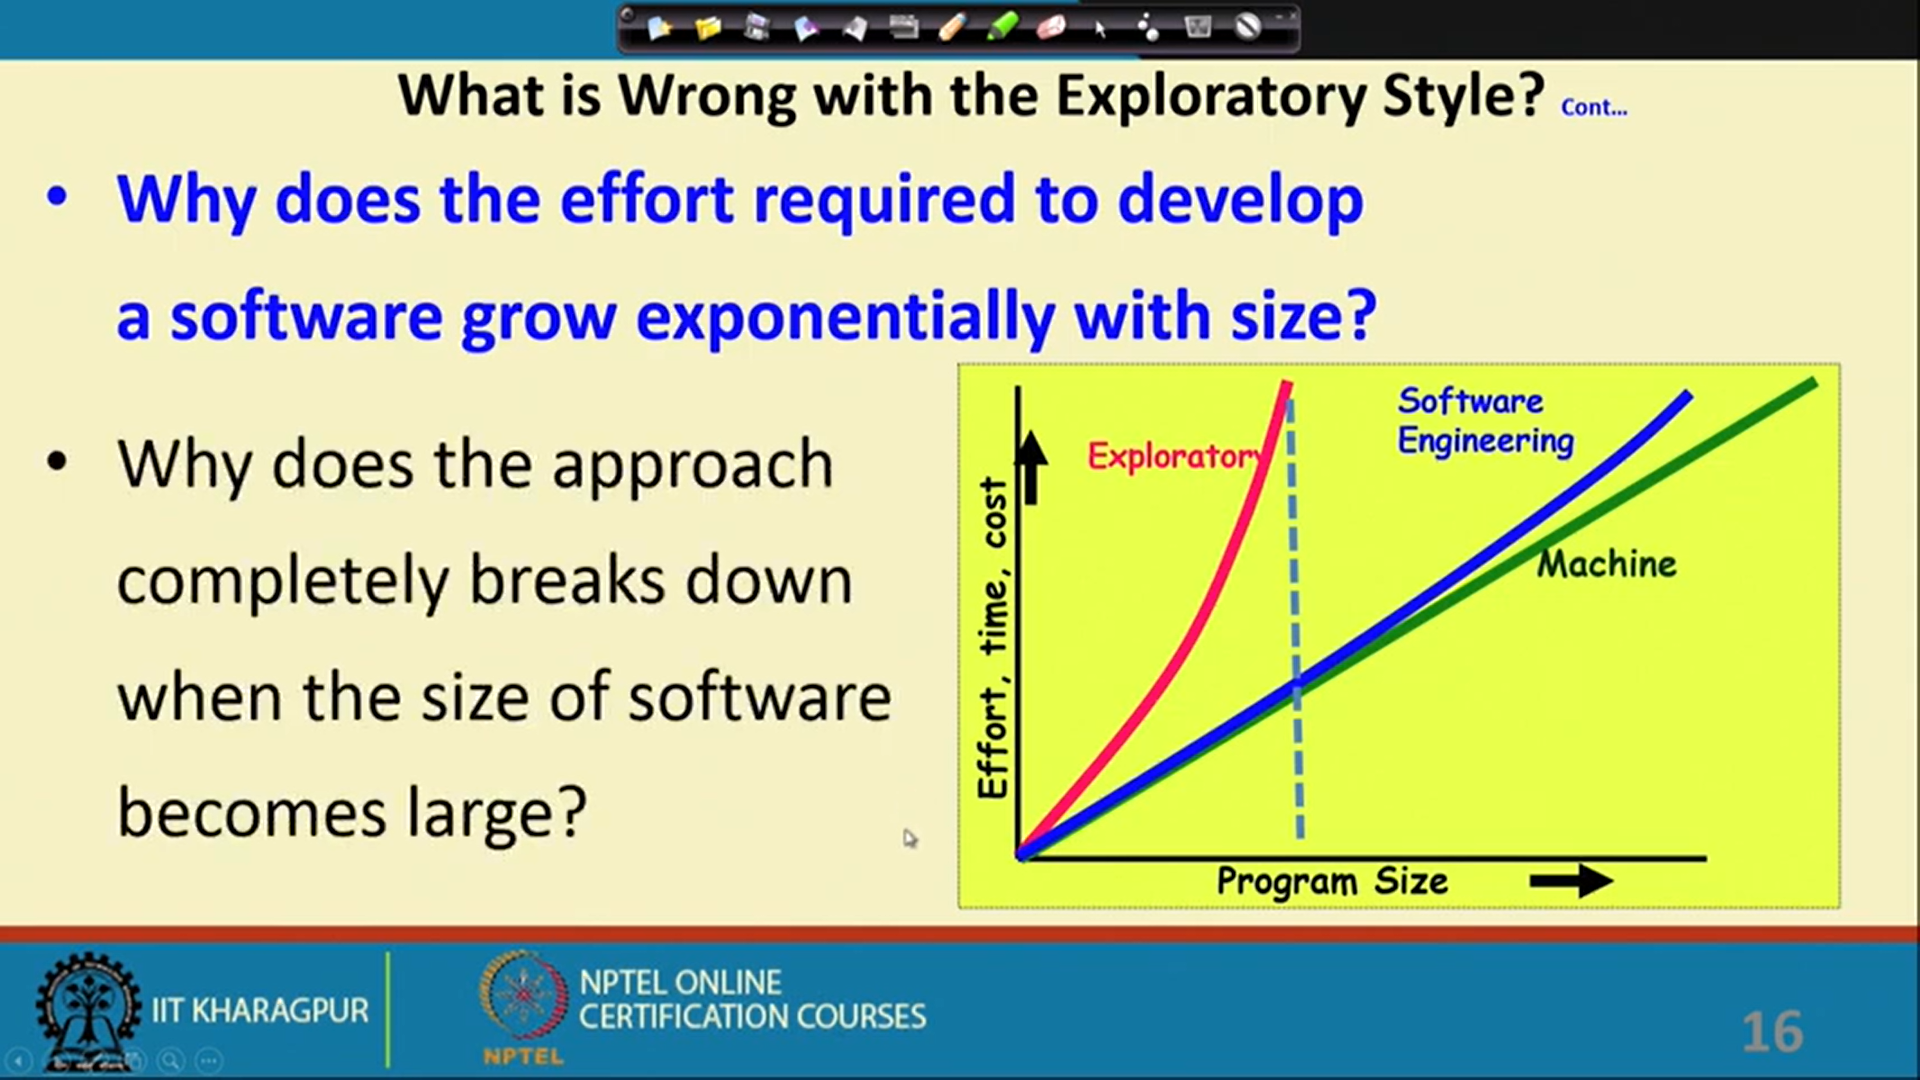 What is Wrong with the Exploratory Style? Cont...
• Why does the effort required to develop
a software grow exponentially with size?
• Why does the approach
completely breaks down
when the size of software
becomes large?
Effort, time, cost
Exploratory
Software
Engineering
Machine
Program Size
IIT KHARAGPUR
NPTEL
NPTEL ONLINE
CERTIFICATION COURSES
16